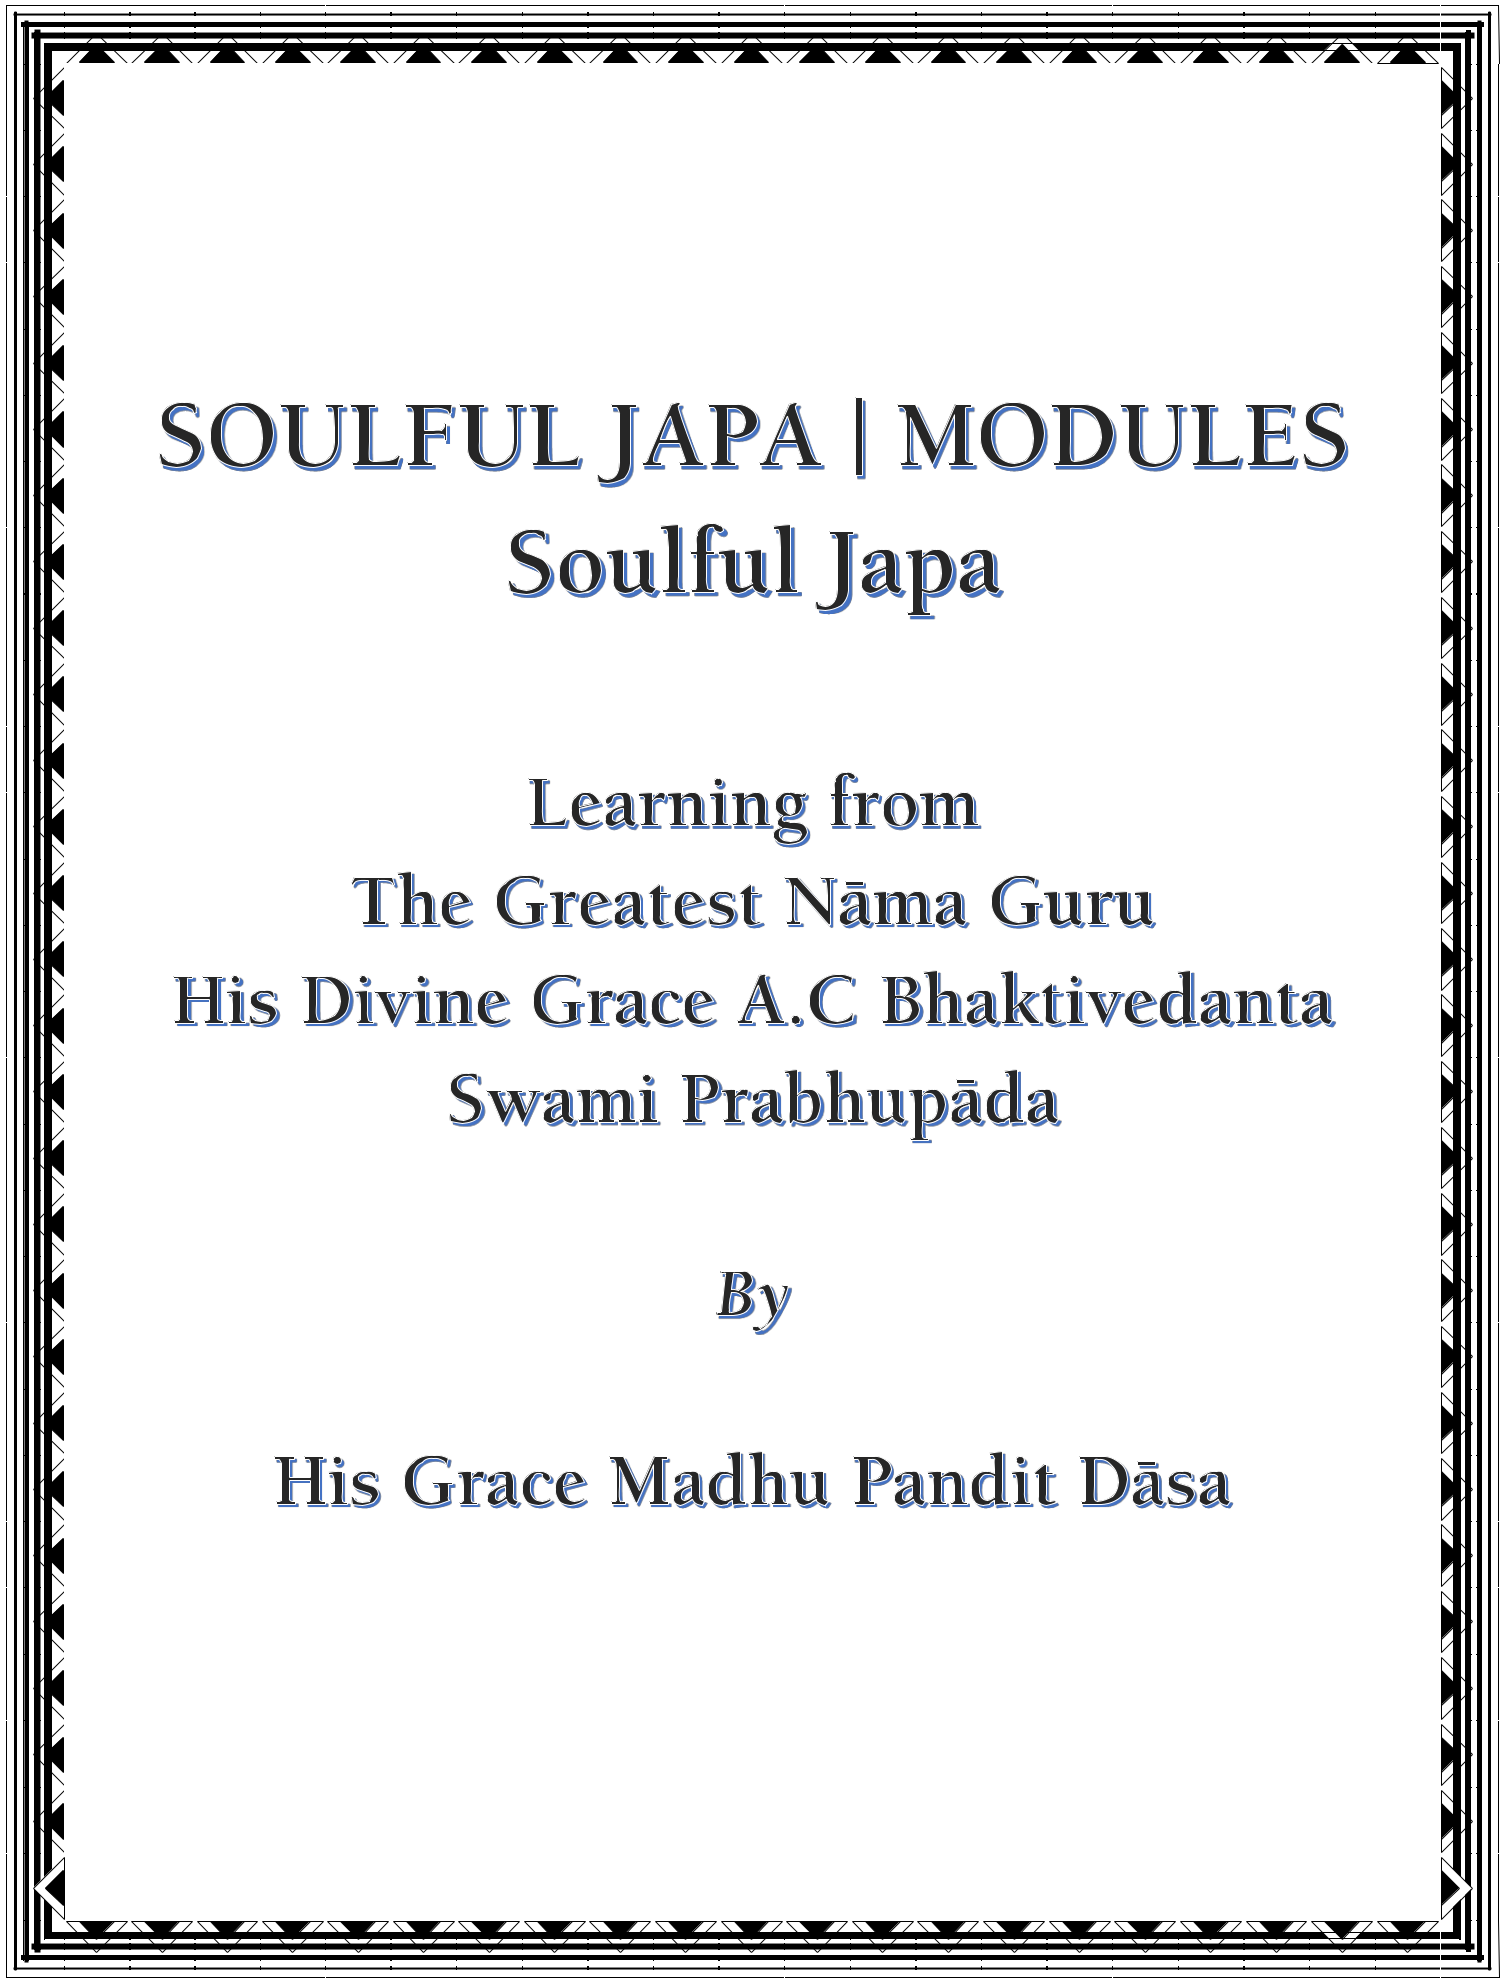 SOULFUL JAPA | MODULES
Soulful Japa
Learning from
The Greatest Nāma Guru
His Divine Grace A.C Bhaktivedanta
Swami Prabhupāda
By
His Grace Madhu Pandit Dāsa